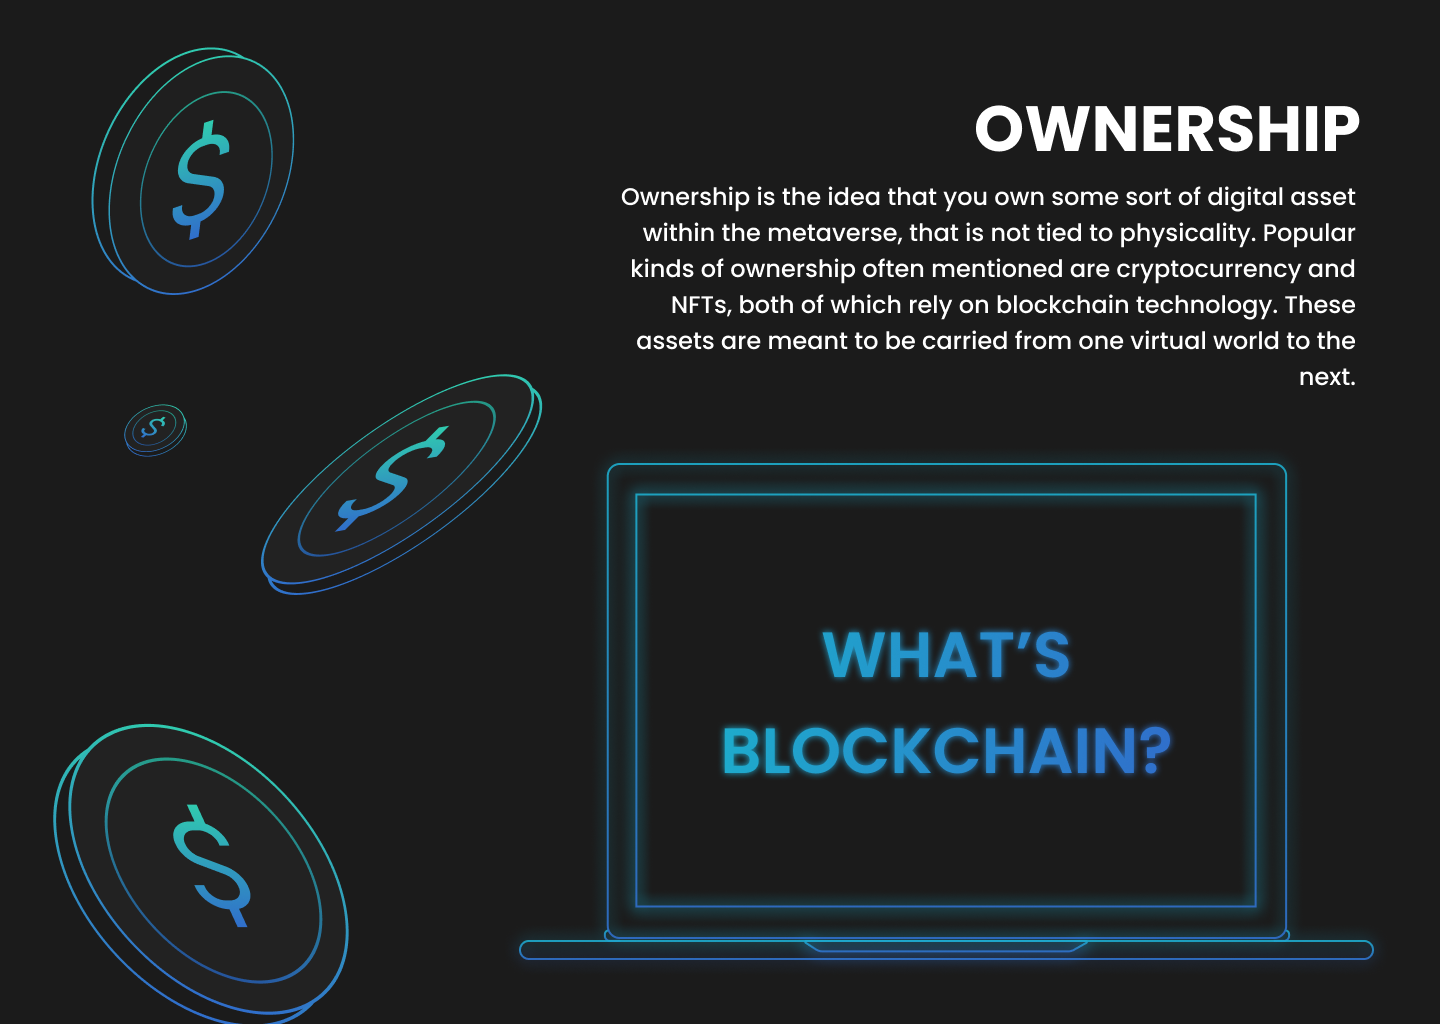 $
OWNERSHIP
Ownership is the idea that you own some sort of digital asset
within the metaverse, that is not tied to physicality. Popular
kinds of ownership often mentioned are cryptocurrency and
NFTs, both of which rely on blockchain technology. These
assets are meant to be carried from one virtual world to the
next.
$
$
WHAT’S
BLOCKCHAIN?
$